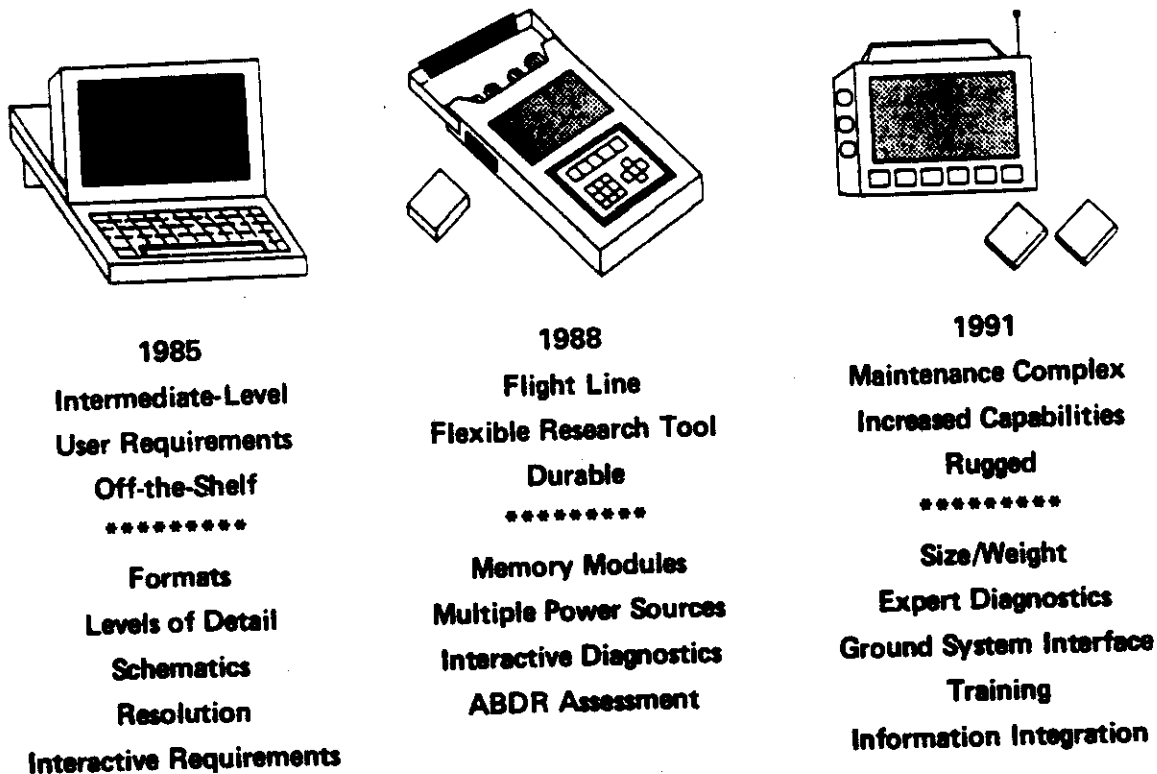 1985
Intermediate-Level
User Requirements
Off-the-Shelf
*********
Formats
Levels of Detail
Schematics
Resolution
Interactive Requirements
1988
Flight Line
Flexible Research Tool
Durable
*********
Memory Modules
Multiple Power Sources
Interactive Diagnostics
ABDR Assessment
1991
Maintenance Complex
Increased Capabilities
Rugged
*********
Size/Weight
Expert Diagnostics
Ground System Interface
Training
Information Integration